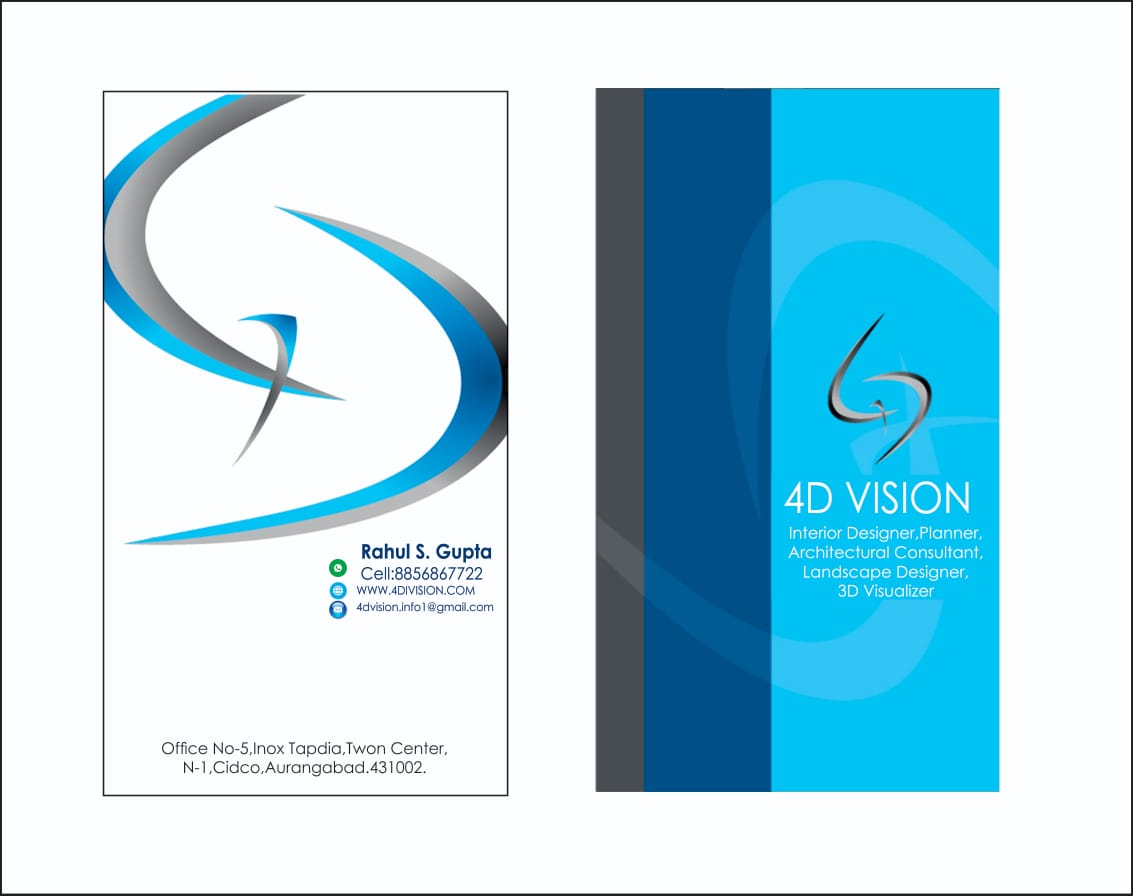 Rahul S. Gupta
Cell:8856867722
WWW.4DIVISION.COM
4dvision.info1@gmail.com
Office No-5,Inox Tapdia,Twon Center,
N-1,Cidco,Aurangabad.431002.
4D VISION
Interior Designer,Planner,
Architectural Consultant,
Landscape Designer,
3D Visualizer